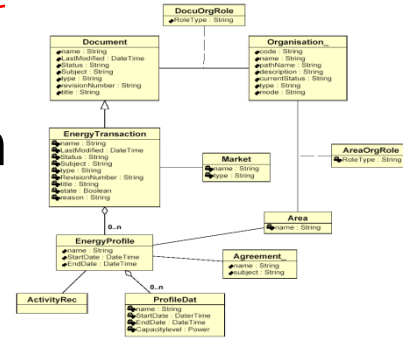 DocuOrgRole
RoleType : String
Document
name : String
LastModified : DateTime
Status : String
Subject : String
type : String
revisionNumber : String
title : String
Organisation_
code : String
name : String
pathName : String
description : String
currentStatus : String
type : String
mode : String
EnergyTransaction
name : String
LastModified : DateTime
Status : String
Subject : String
type : String
RevisionNumber : String
title : String
state : Boolean
reason : String
Market
name : String
type : String
AreaOrgRole
RoleType : String
Area
name : String
0..n
EnergyProfile
name : String
StartDate : DateTime
EndDate : DateTime
Agreement_
name : String
subject : String
0..n
ActivityRec
ProfileDat
name : String
StartDate : DaterTime
EndDate : DateTime
Capacitylevel : Power
n